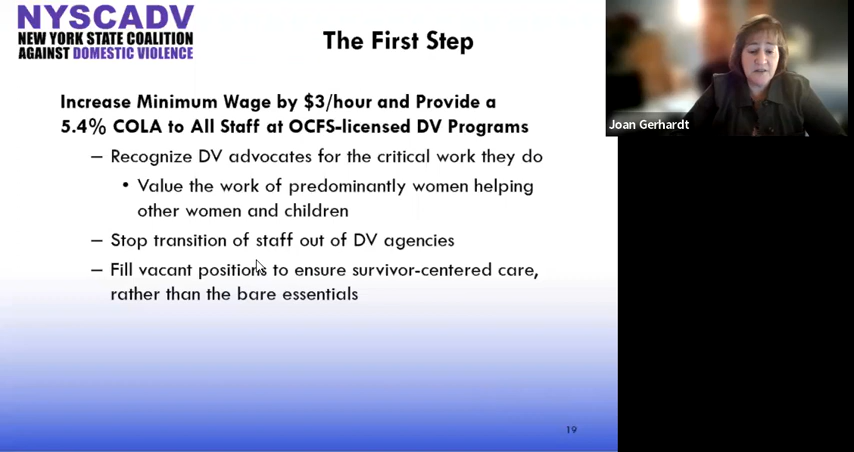 NYSCADV
NEW YORK STATE COALITION
AGAINST DOMESTIC VIOLENCE
The First Step
Increase Minimum Wage by $3/hour and Provide a
5.4% COLA to All Staff at OCFS-licensed DV Programs
– Recognize DV advocates for the critical work they do
• Value the work of predominantly women helping
other women and children
– Stop transition of staff out of DV agencies
– Fill vacant positions to ensure survivor-centered care,
rather than the bare essentials
19
Joan Gerhardt